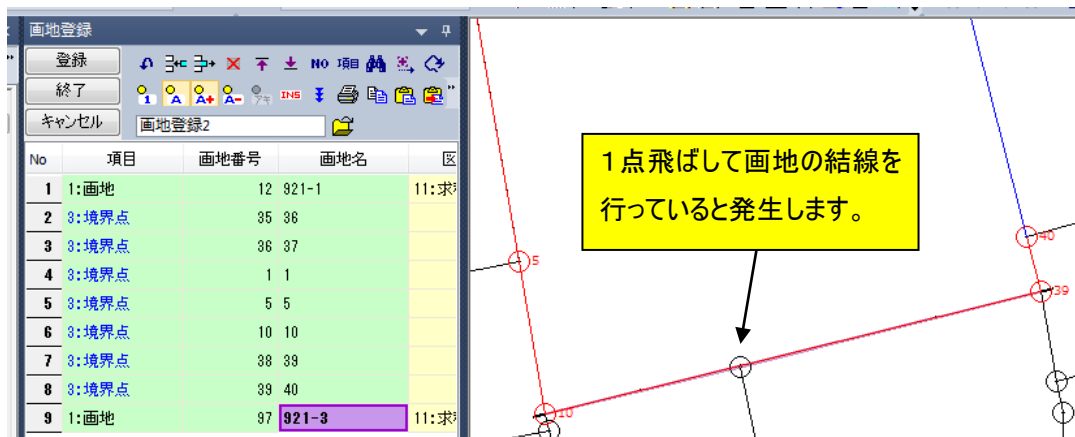 画地登録
登録
NO 項目
終了
1 A A+ A- アキ INS
キャンセル 画地登録2
No 項目 画地番号 画地名 区
1 1:画地 12 921-1 11:求
2 3:境界点 35 36
3 3:境界点 36 37
4 3:境界点 1 1
5 3:境界点 5 5
6 3:境界点 10 10
7 3:境界点 38 39
8 3:境界点 39 40
9 1:画地 97 921-3 11:求
1点飛ばして画地の結線を
行っていると発生します。
40
5
39
10